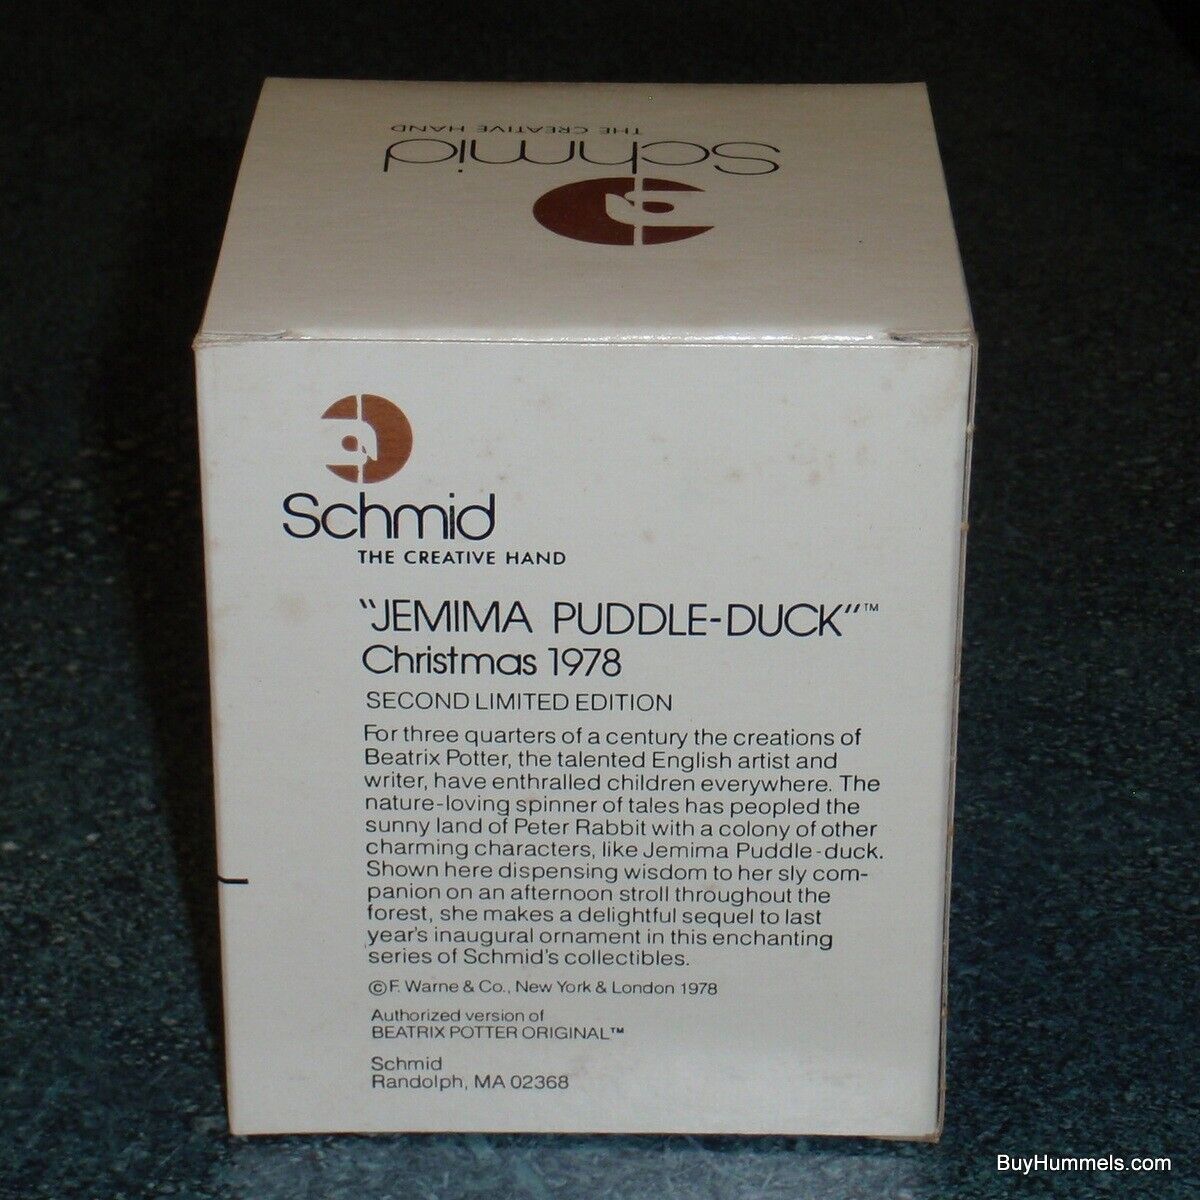 THE CREATIVE HAND
Schmid
Schmid
THE CREATIVE HAND
"JEMIMA PUDDLE-DUCK"™
Christmas 1978
SECOND LIMITED EDITION
For three quarters of a century the creations of
Beatrix Potter, the talented English artist and
writer, have enthralled children everywhere. The
nature-loving spinner of tales has peopled the
sunny land of Peter Rabbit with a colony of other
charming characters, like Jemima Puddle-duck.
Shown here dispensing wisdom to her sly com-
panion on an afternoon stroll throughout the
forest, she makes a delightful sequel to last
year's inaugural ornament in this enchanting
series of Schmid's collectibles.
©F. Warne & Co., New York & London 1978
Authorized version of
BEATRIX POTTER ORIGINAL™
Schmid
Randolph, MA 02368
BuyHummels.com